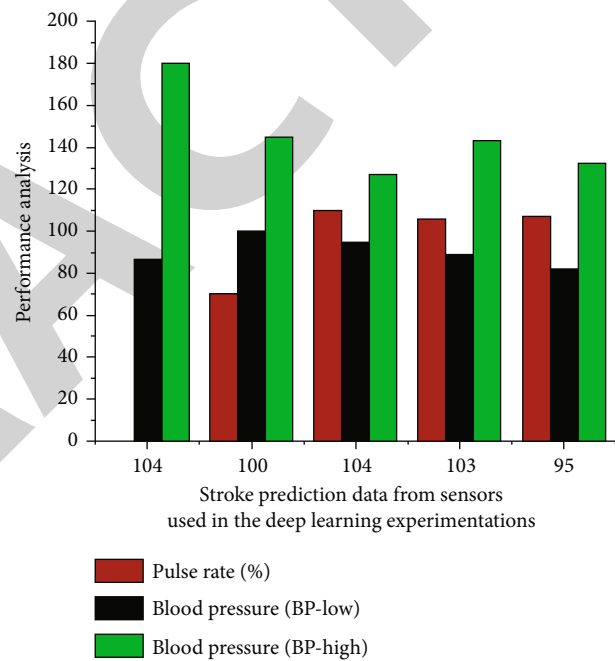 Performance analysis
200
180
160
140
120
100
80
60
40
20
0
104 100 104 103 95
Stroke prediction data from sensors
used in the deep learning experimentations
Pulse rate (%)
Blood pressure (BP-low)
Blood pressure (BP-high)